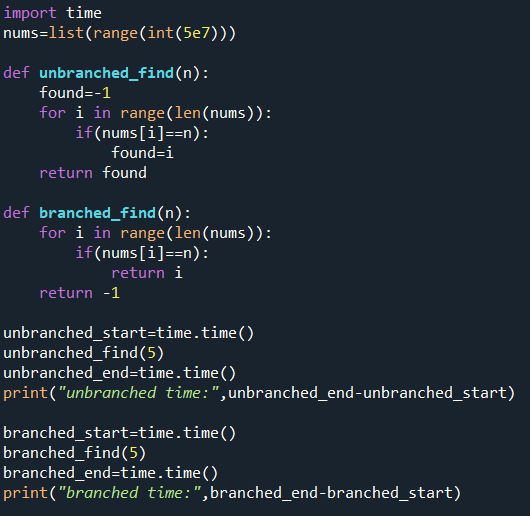 import time
nums=list(range(int(5e7)))
def unbranched_find(n):
    found=-1
    for i in range(len(nums)):
        if(nums[i]==n):
            found=i
    return found
def branched_find(n):
    for i in range(len(nums)):
        if(nums[i]==n):
            return i
    return -1
unbranched_start=time.time()
unbranched_find(5)
unbranched_end=time.time()
print("unbranched time:",unbranched_end-unbranched_start)
branched_start=time.time()
branched_find(5)
branched_end=time.time()
print("branched time:",branched_end-branched_start)